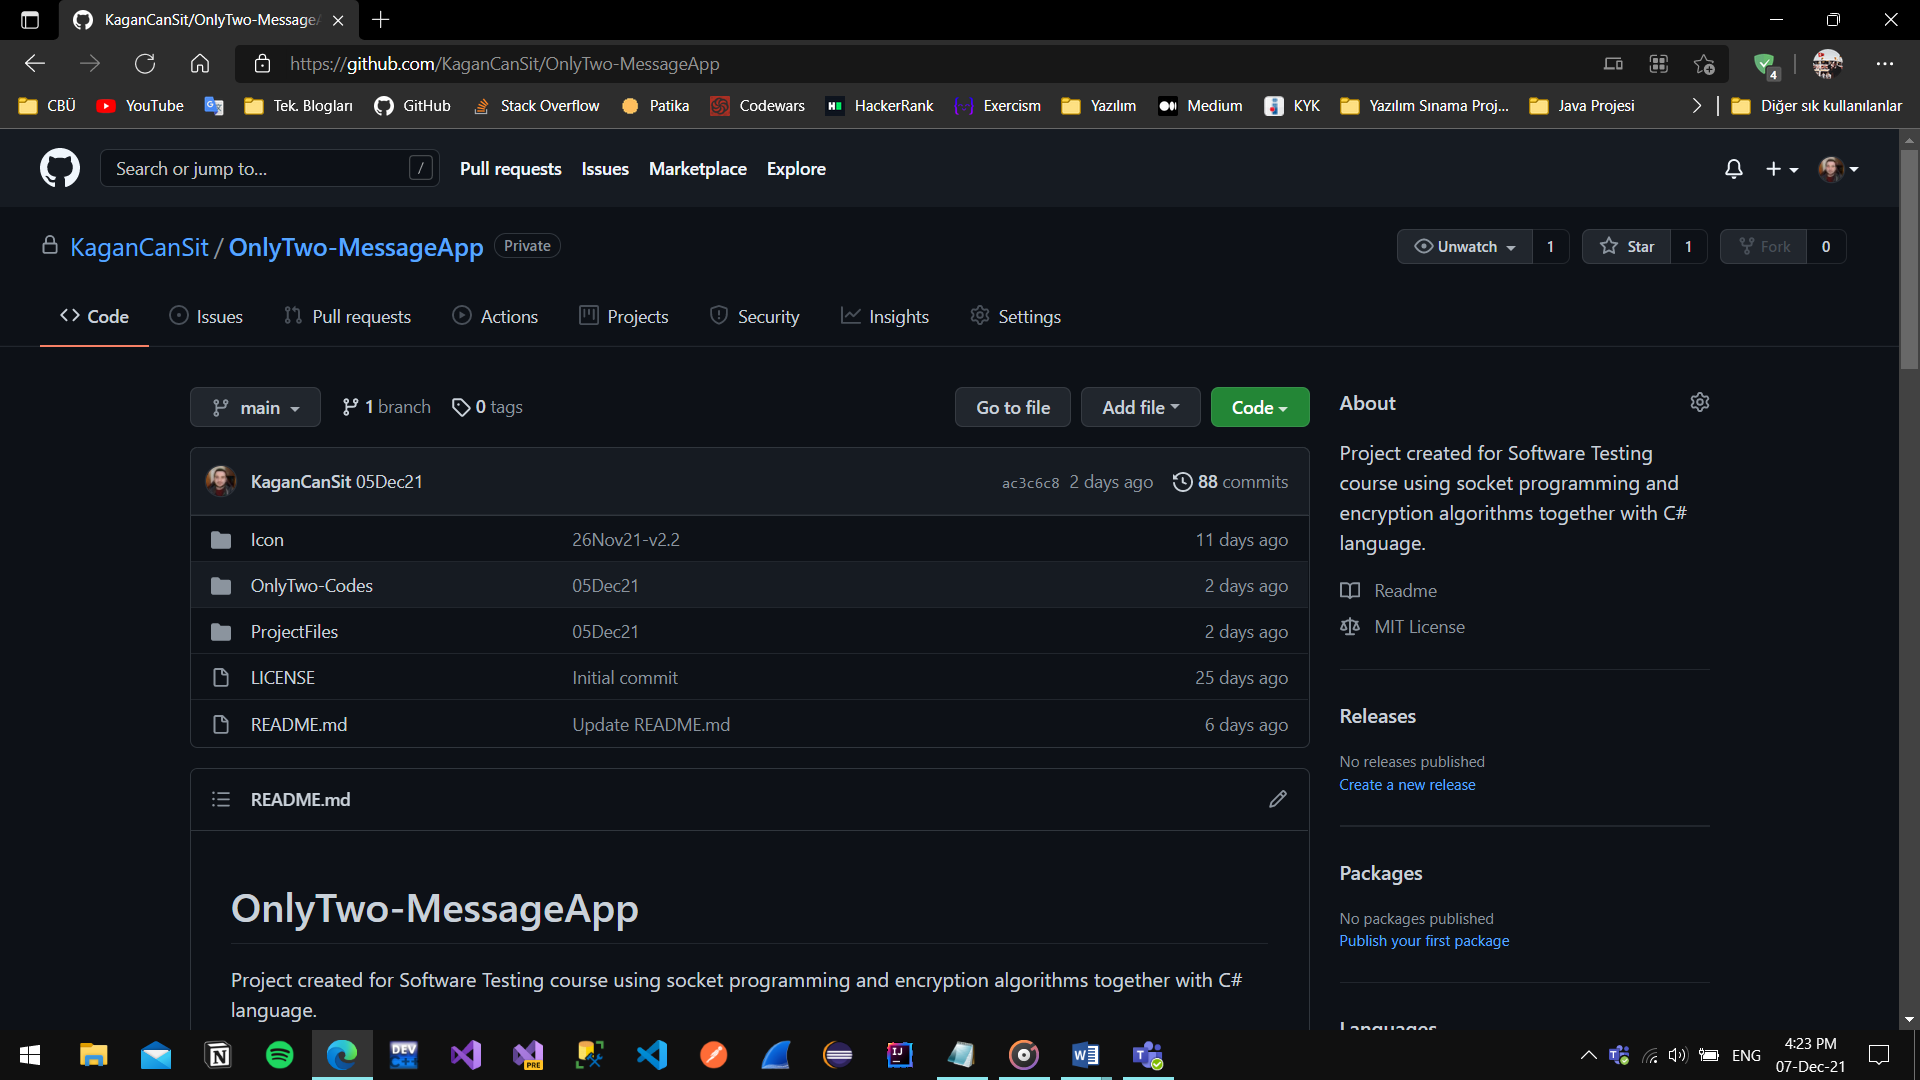 KaganCanSit/OnlyTwo-Message
https://github.com/KaganCanSit/OnlyTwo-MessageApp
4
CBÜ YouTube Tek. Blogları GitHub Stack Overflow Patika Codewars HackerRank Exercism Yazılım Medium KYK Yazılım Sınama Proj... Java Projesi Diğer sık kullanılanlar
Search or jump to... / Pull requests Issues Marketplace Explore
KaganCanSit / OnlyTwo-MessageApp Private Unwatch 1 Star 1 Fork 0
Code Issues Pull requests Actions Projects Security Insights Settings
main 1 branch 0 tags Go to file Add file Code
KaganCanSit 05Dec21 ac3c6c8 2 days ago 88 commits
Icon 26Nov21-v2.2 11 days ago
OnlyTwo-Codes 05Dec21 2 days ago
ProjectFiles 05Dec21 2 days ago
LICENSE Initial commit 25 days ago
README.md Update README.md 6 days ago
README.md
OnlyTwo-MessageApp
Project created for Software Testing course using socket programming and encryption algorithms together with C#
language.
About
Project created for Software Testing
course using socket programming and
encryption algorithms together with C#
language.
Readme
MIT License
Releases
No releases published
Create a new release
Packages
No packages published
Publish your first package
Languages
DEV
PRE
IJ
ENG
4:23 PM
07-Dec-21